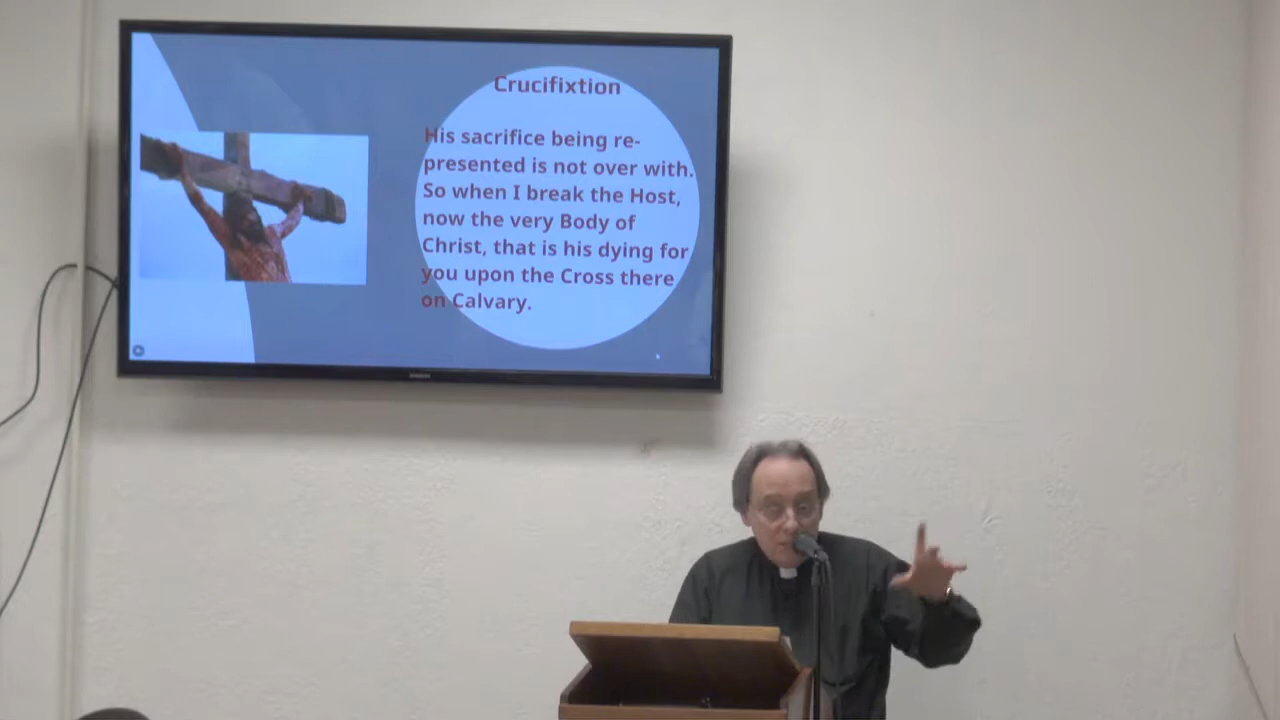 Crucifixtion
His sacrifice being re-
presented is not over with.
So when I break the Host,
now the very Body of
Christ, that is his dying for
you upon the Cross there
on Calvary.